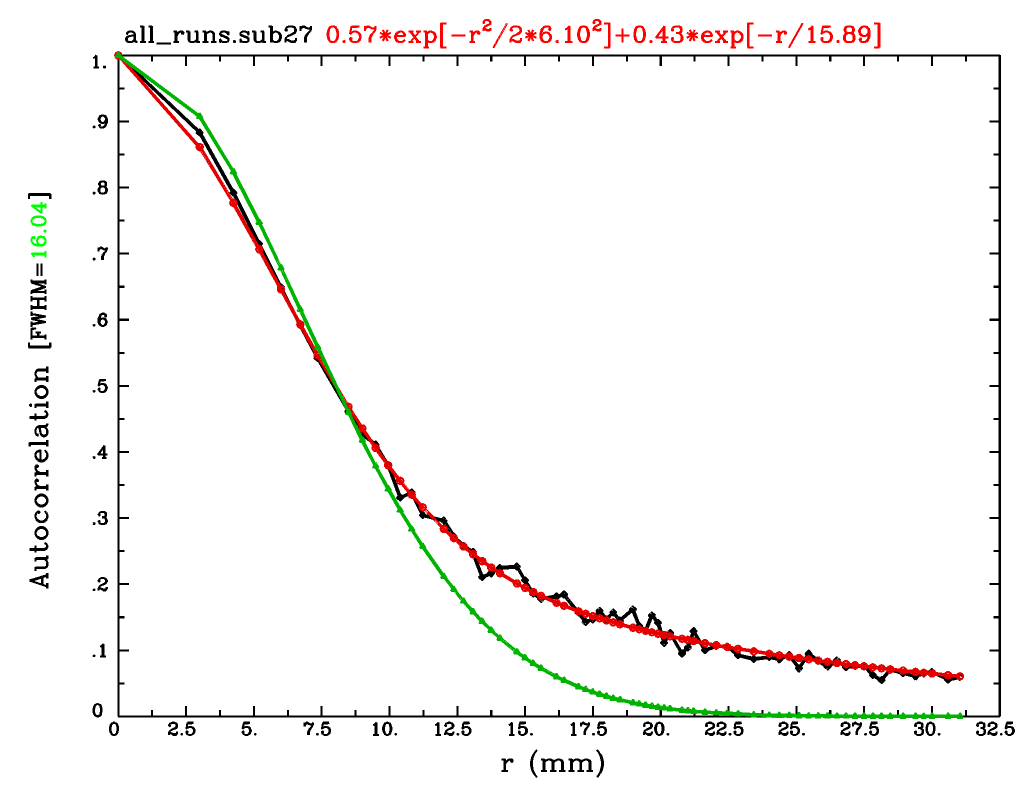 all_runs.sub27 0.57*exp[-r²/2*6.10²]+0.43*exp[-r/15.89]
Autocorrelation [FWHM=16.04]
1.
.9
.8
.7
.6
.5
.4
.3
.2
.1
0
0. 2.5 5. 7.5 10. 12.5 15. 17.5 20. 22.5 25. 27.5 30. 32.5
r (mm)